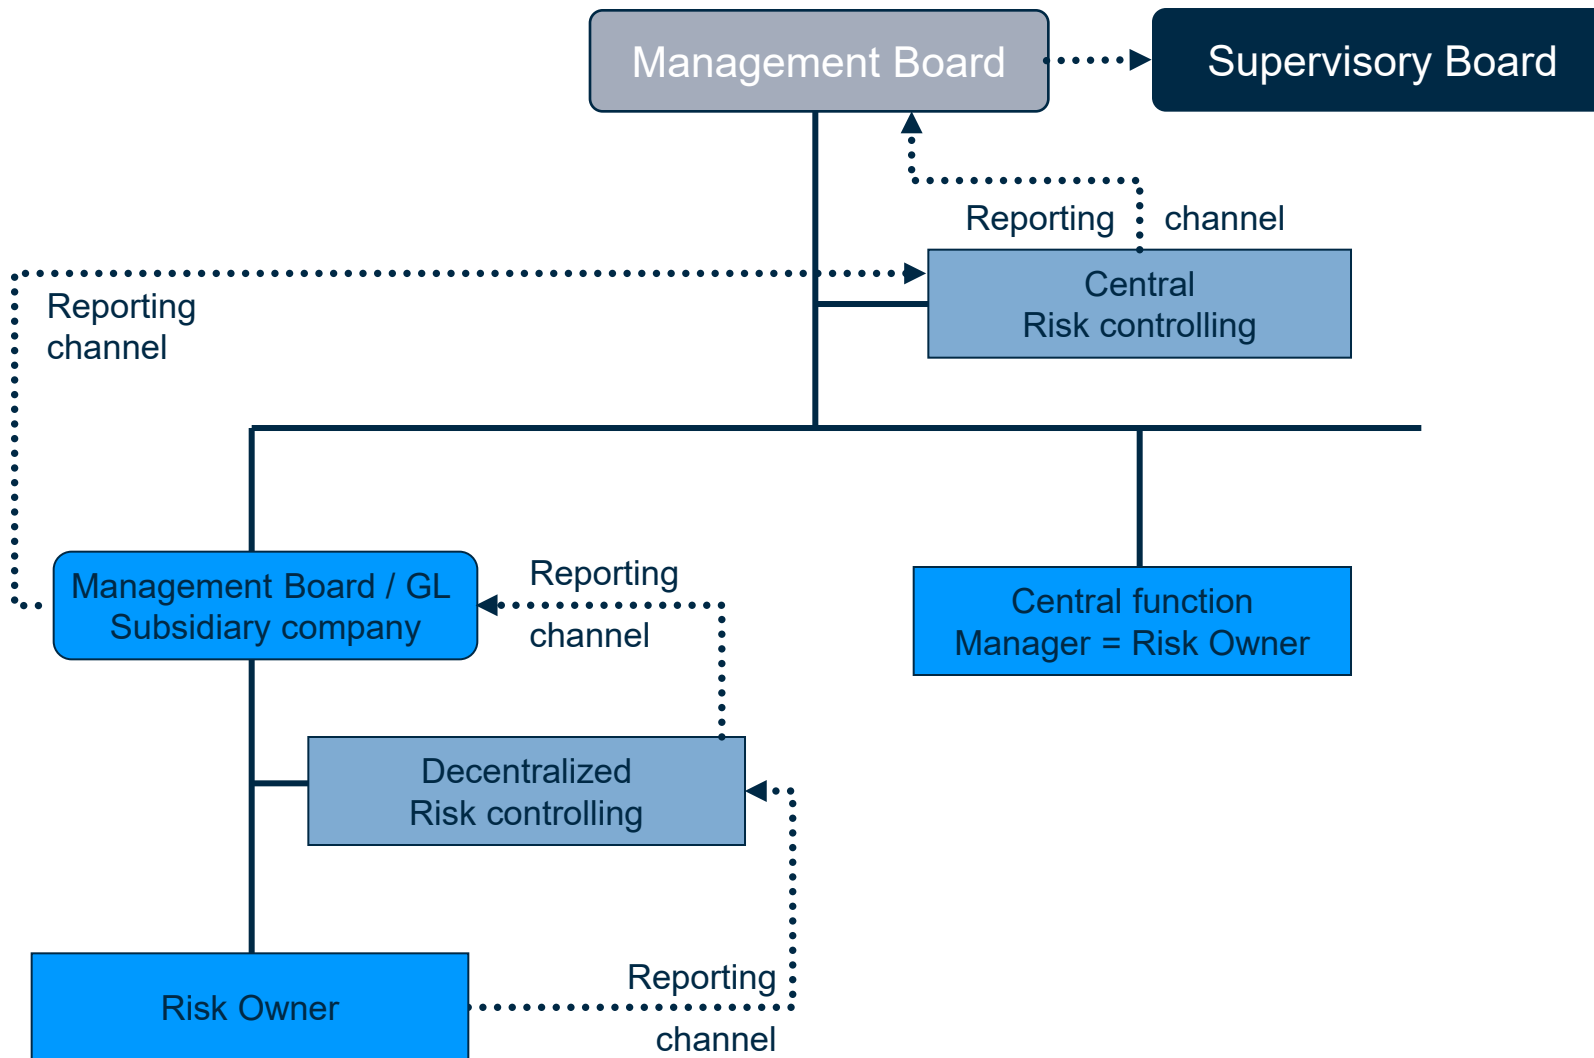 Management Board
Supervisory Board
Reporting channel
Central
Risk controlling
Reporting
channel
Management Board / GL
Subsidiary company
Reporting
channel
Central function
Manager = Risk Owner
Decentralized
Risk controlling
Risk Owner
Reporting
channel